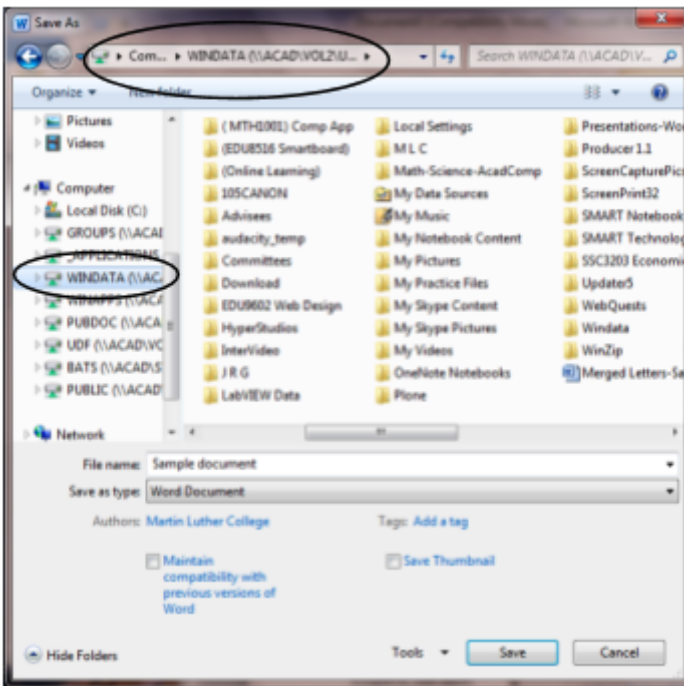 Save As
Com... WINDATA (\\ACAD\VOL2\U...
Search WINDATA (\\ACAD\V...
Organize New folder
Pictures
Videos
Computer
Local Disk (C:)
GROUPS (\\ACAD
_APPLICATIONS
WINDATA (\\AC
WINAPPS (\\ACA
PUBDOC (\\ACA
UDF (\\ACAD\VO
BATS (\\ACAD\S
PUBLIC (\\ACAD
Network
( MTH1001) Comp App
(EDU8516 Smartboard)
(Online Learning)
105CANON
Advisees
audacity_temp
Committees
Download
EDU9602 Web Design
HyperStudios
InterVideo
J R G
LabVIEW Data
Local Settings
M L C
Math-Science-AcadComp
My Data Sources
My Music
My Notebook Content
My Pictures
My Practice Files
My Skype Content
My Skype Pictures
My Videos
OneNote Notebooks
Plone
Presentations-Wo
Producer 1.1
ScreenCapturePic
ScreenPrint32
SMART Notebook
SMART Technolog
SSC3203 Economi
Updater5
WebQuests
Windata
WinZip
Merged Letters-Sa
File name: Sample document
Save as type: Word Document
Authors: Martin Luther College
Tags: Add a tag
Maintain
compatibility with
previous versions of
Word
Save Thumbnail
Hide Folders
Tools
Save
Cancel